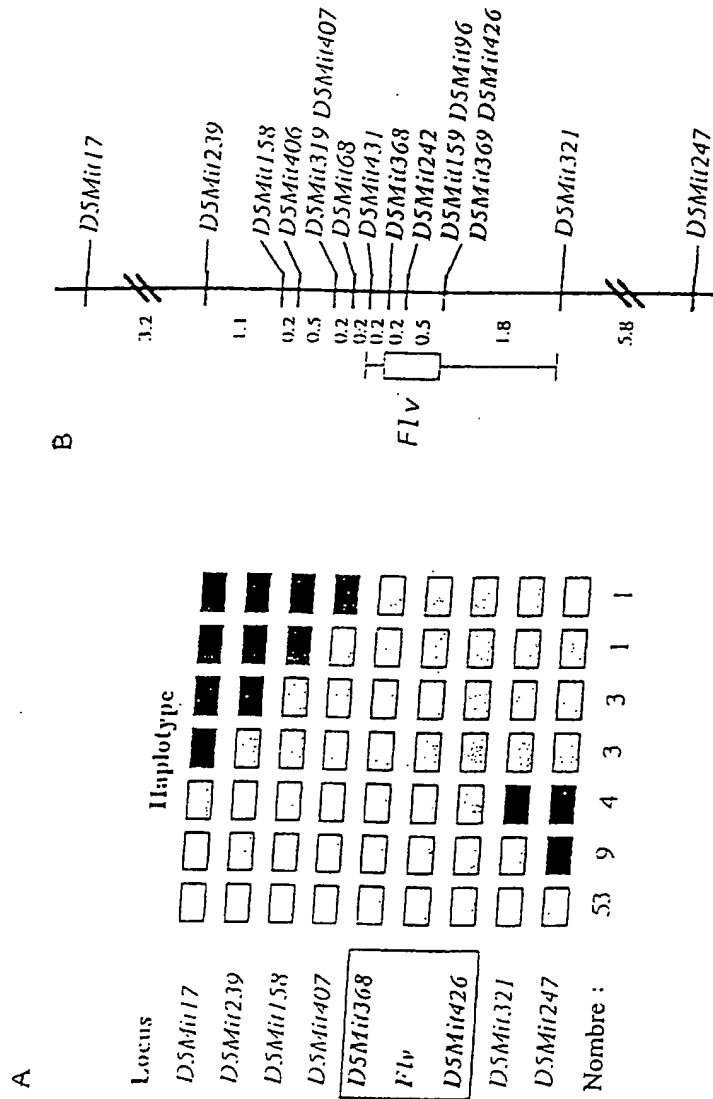 A
Haplotype
Locus
D5Mit17
D5Mit239
D5Mit158
D5Mit407
D5Mit368
Flv
D5Mit426
D5Mit321
D5Mit247
Nombre : 53 9 4 3 3 1 1
B
D5Mit17
3.2
D5Mit239
1.1
D5Mit158
0.2
D5Mit406
0.5
D5Mit319 D5Mit407
0.2
D5Mit68
0.2
D5Mit431
0.2
D5Mit368
0.2
D5Mit242
0.5
D5Mit159 D5Mit96
D5Mit369 D5Mit426
1.8
D5Mit321
5.8
D5Mit247
Flv